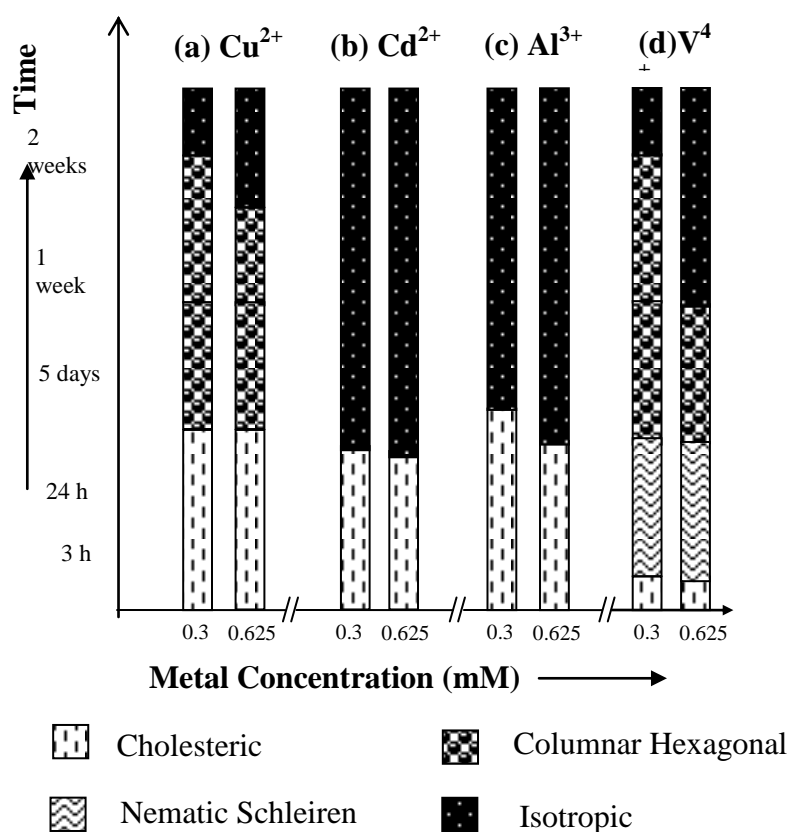 (a) Cu2+ (b) Cd2+ (c) Al3+ (d)V4
+
Time
2
weeks
1
week
5 days
24 h
3 h
0.3 0.625 0.3 0.625 0.3 0.625 0.3 0.625
Metal Concentration (mM)
Cholesteric Columnar Hexagonal
Nematic Schleiren Isotropic